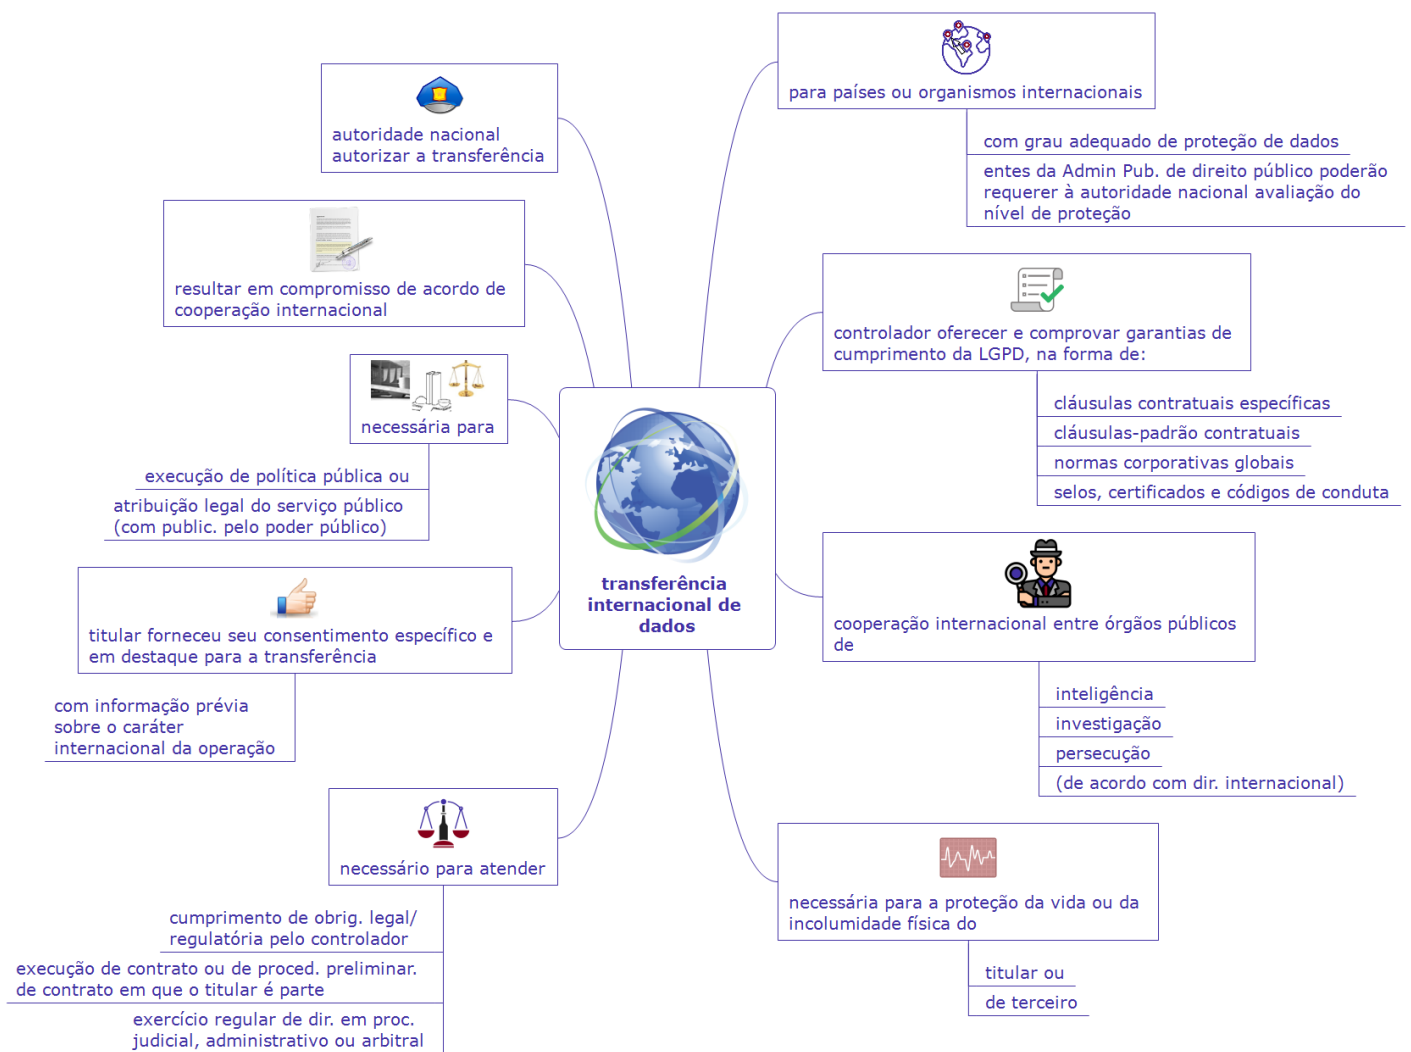 transferência
internacional de
dados
para países ou organismos internacionais
com grau adequado de proteção de dados
entes da Admin Pub. de direito público poderão
requerer à autoridade nacional avaliação do
nível de proteção
controlador oferecer e comprovar garantias de
cumprimento da LGPD, na forma de:
cláusulas contratuais específicas
cláusulas-padrão contratuais
normas corporativas globais
selos, certificados e códigos de conduta
cooperação internacional entre órgãos públicos
de
inteligência
investigação
persecução
(de acordo com dir. internacional)
necessária para a proteção da vida ou da
incolumidade física do
titular ou
de terceiro
autoridade nacional
autorizar a transferência
resultar em compromisso de acordo de
cooperação internacional
necessária para
execução de política pública ou
atribuição legal do serviço público
(com public. pelo poder público)
titular forneceu seu consentimento específico e
em destaque para a transferência
com informação prévia
sobre o caráter
internacional da operação
necessário para atender
cumprimento de obrig. legal/
regulatória pelo controlador
execução de contrato ou de proced. preliminar.
de contrato em que o titular é parte
exercício regular de dir. em proc.
judicial, administrativo ou arbitral